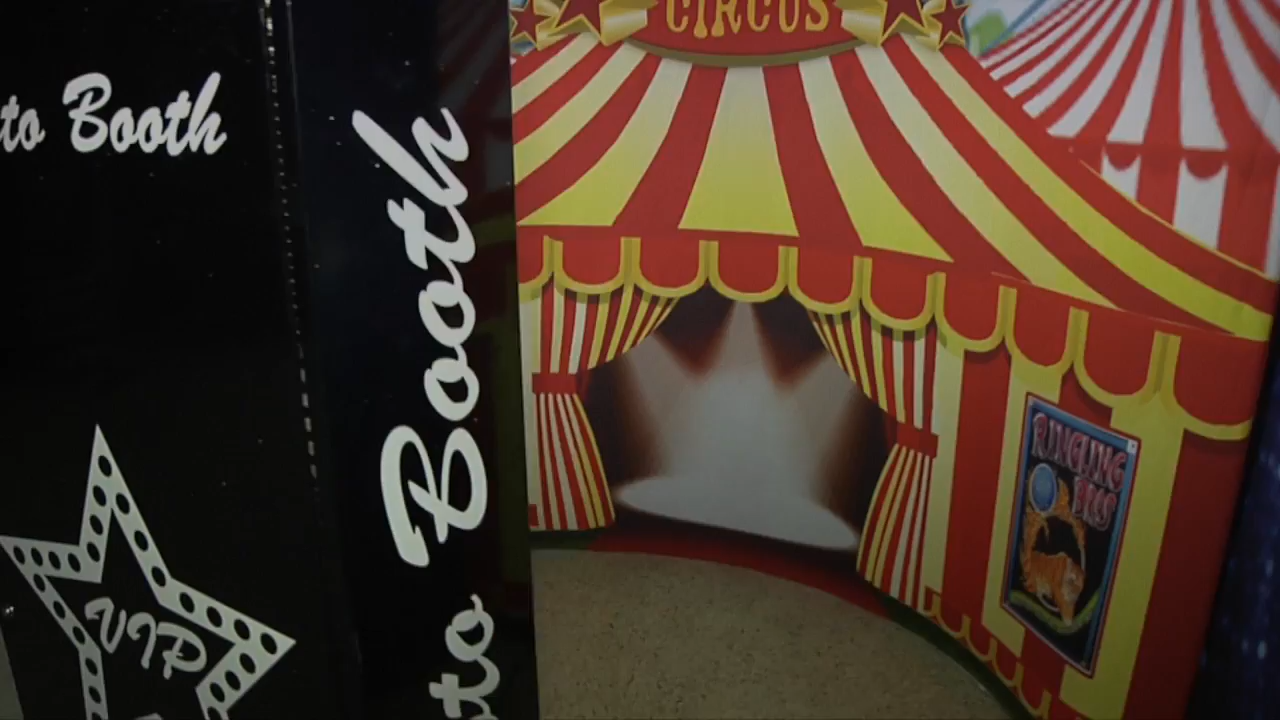 to Booth
VIP
to Booth
CIRCUS
RINGLING
BROS